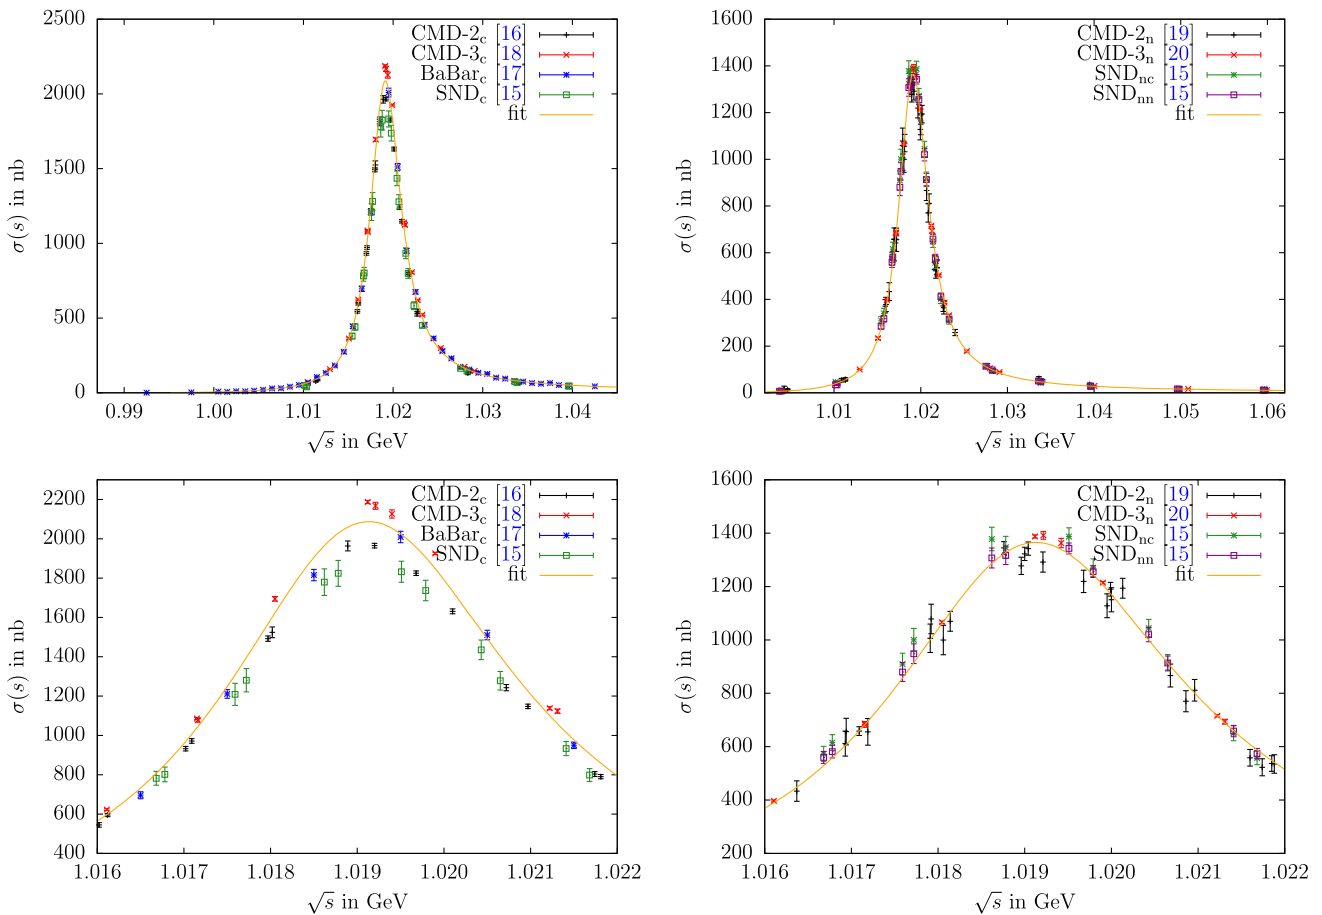 2500
2000
1500
1000
500
0
0.99 1.00 1.01 1.02 1.03 1.04
σ(s) in nb
√s in GeV
CMD-2c [16]
CMD-3c [18]
BaBarc [17]
SNDc [15]
fit
1600
1400
1200
1000
800
600
400
200
0
1.01 1.02 1.03 1.04 1.05 1.06
σ(s) in nb
√s in GeV
CMD-2n [19]
CMD-3n [20]
SNDnc [15]
SNDnn [15]
fit
2200
2000
1800
1600
1400
1200
1000
800
600
400
1.016 1.017 1.018 1.019 1.020 1.021 1.022
σ(s) in nb
√s in GeV
CMD-2c [16]
CMD-3c [18]
BaBarc [17]
SNDc [15]
fit
1600
1400
1200
1000
800
600
400
200
1.016 1.017 1.018 1.019 1.020 1.021 1.022
σ(s) in nb
√s in GeV
CMD-2n [19]
CMD-3n [20]
SNDnc [15]
SNDnn [15]
fit